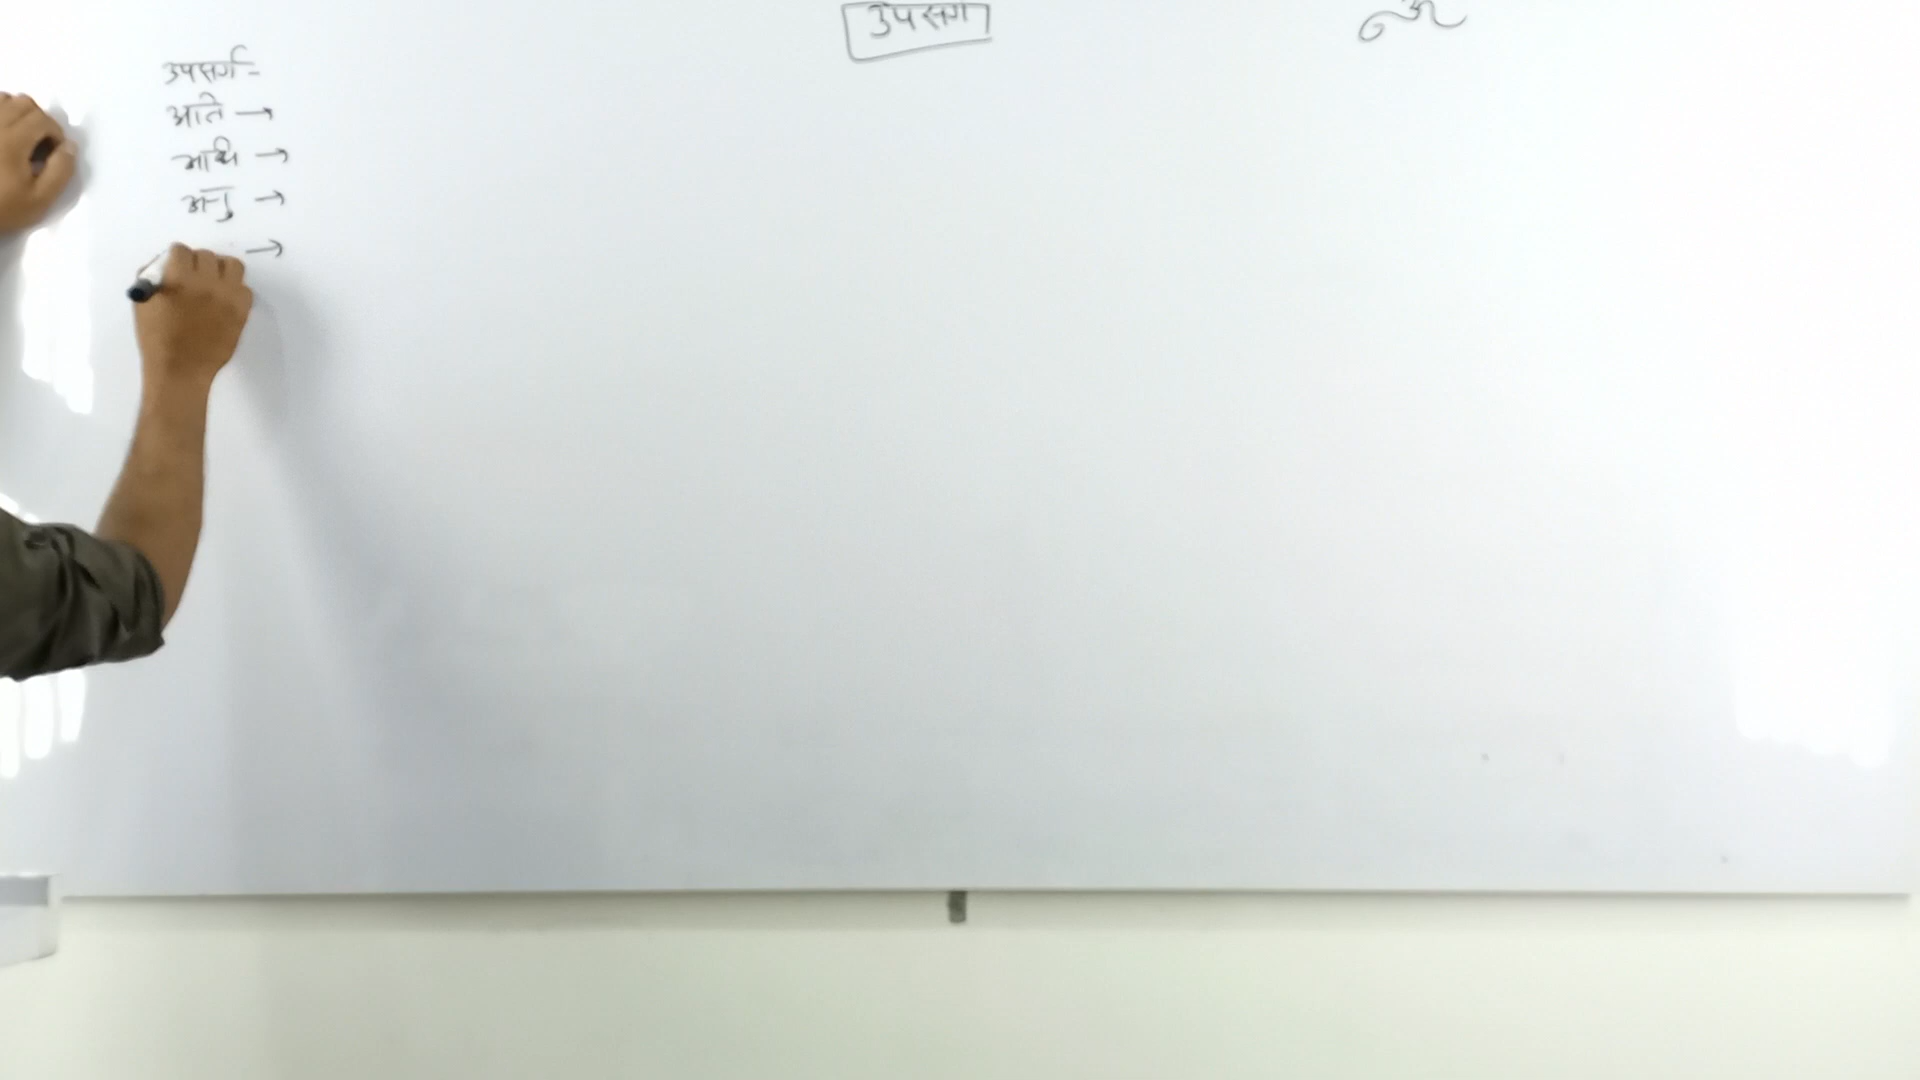 उपसर्ग
उपसर्ग -
अति →
अधि →
अनु →
→